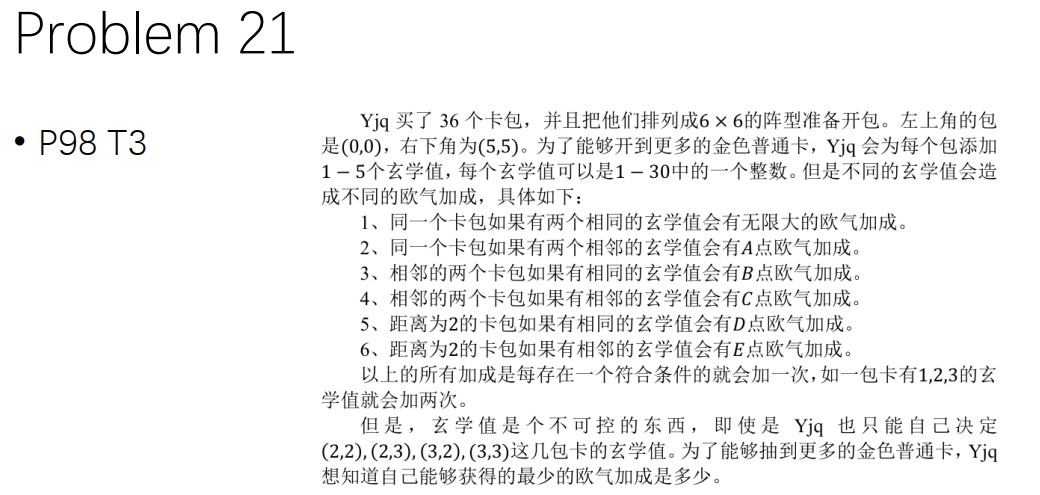 Problem 21
• P98 T3
Yjq 买了 36 个卡包，并且把他们排列成6 × 6的阵型准备开包。左上角的包
是(0,0)，右下角为(5,5)。为了能够开到更多的金色普通卡，Yjq 会为每个包添加
1 − 5个玄学值，每个玄学值可以是1 − 30中的一个整数。但是不同的玄学值会造
成不同的欧气加成，具体如下：
1、同一个卡包如果有两个相同的玄学值会有无限大的欧气加成。
2、同一个卡包如果有两个相邻的玄学值会有A点欧气加成。
3、相邻的两个卡包如果有相同的玄学值会有B点欧气加成。
4、相邻的两个卡包如果有相邻的玄学值会有C点欧气加成。
5、距离为2的卡包如果有相同的玄学值会有D点欧气加成。
6、距离为2的卡包如果有相邻的玄学值会有E点欧气加成。
以上的所有加成是每存在一个符合条件的就会加一次，如一包卡有1,2,3的玄
学值就会加两次。
但是，玄学值是个不可控的东西，即使是 Yjq 也只能自己决定
(2,2), (2,3), (3,2), (3,3)这几包卡的玄学值。为了能够抽到更多的金色普通卡，Yjq
想知道自己能够获得的最少的欧气加成是多少。